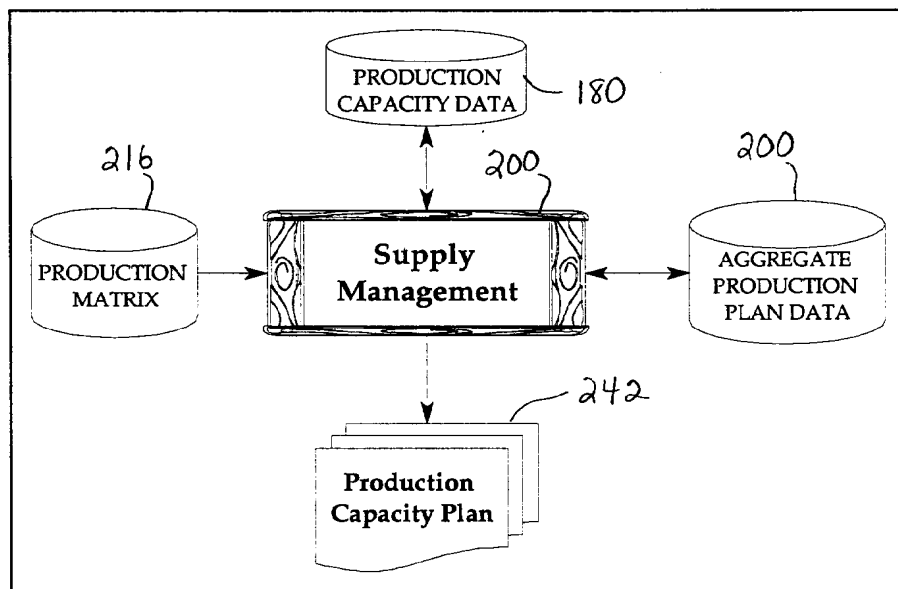 PRODUCTION
CAPACITY DATA
180
216
200
200
PRODUCTION
MATRIX
Supply
Management
AGGREGATE
PRODUCTION
PLAN DATA
242
Production
Capacity Plan